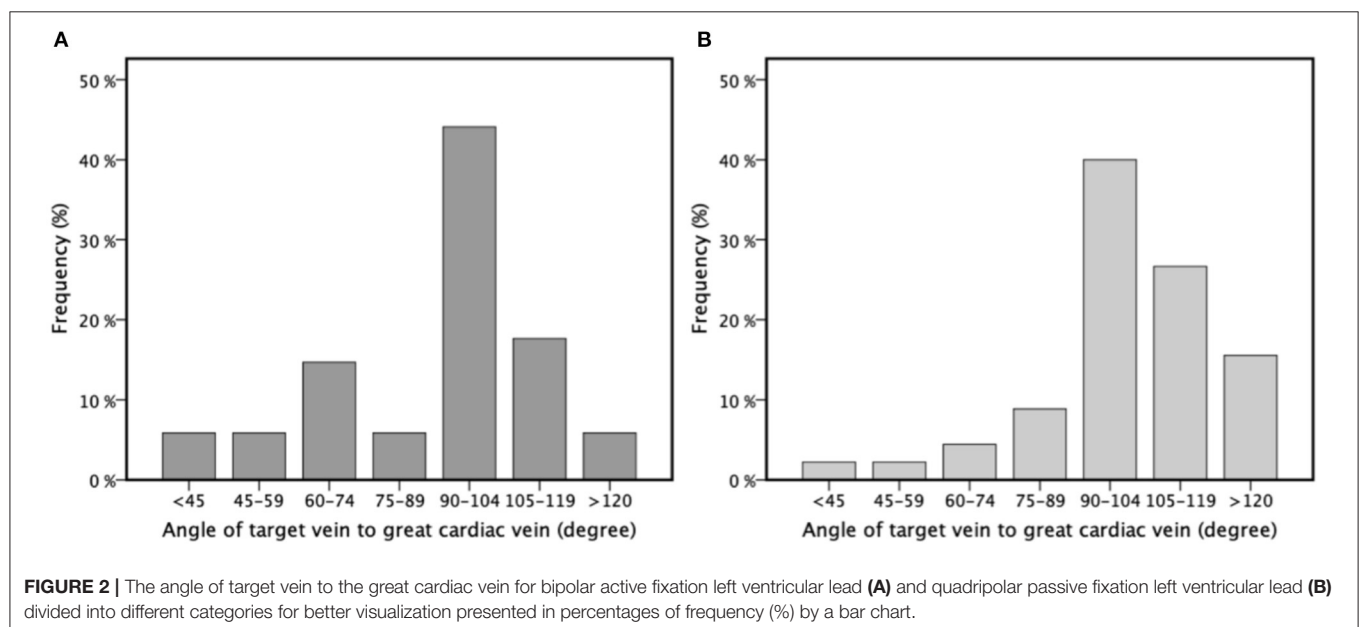 A
50 %
40 %
30 %
20 %
10 %
0 %
Frequency (%)
<45 45-59 60-74 75-89 90-104 105-119 >120
Angle of target vein to great cardiac vein (degree)
B
50 %
40 %
30 %
20 %
10 %
0 %
Frequency (%)
<45 45-59 60-74 75-89 90-104 105-119 >120
Angle of target vein to great cardiac vein (degree)
FIGURE 2 | The angle of target vein to the great cardiac vein for bipolar active fixation left ventricular lead (A) and quadripolar passive fixation left ventricular lead (B)
divided into different categories for better visualization presented in percentages of frequency (%) by a bar chart.